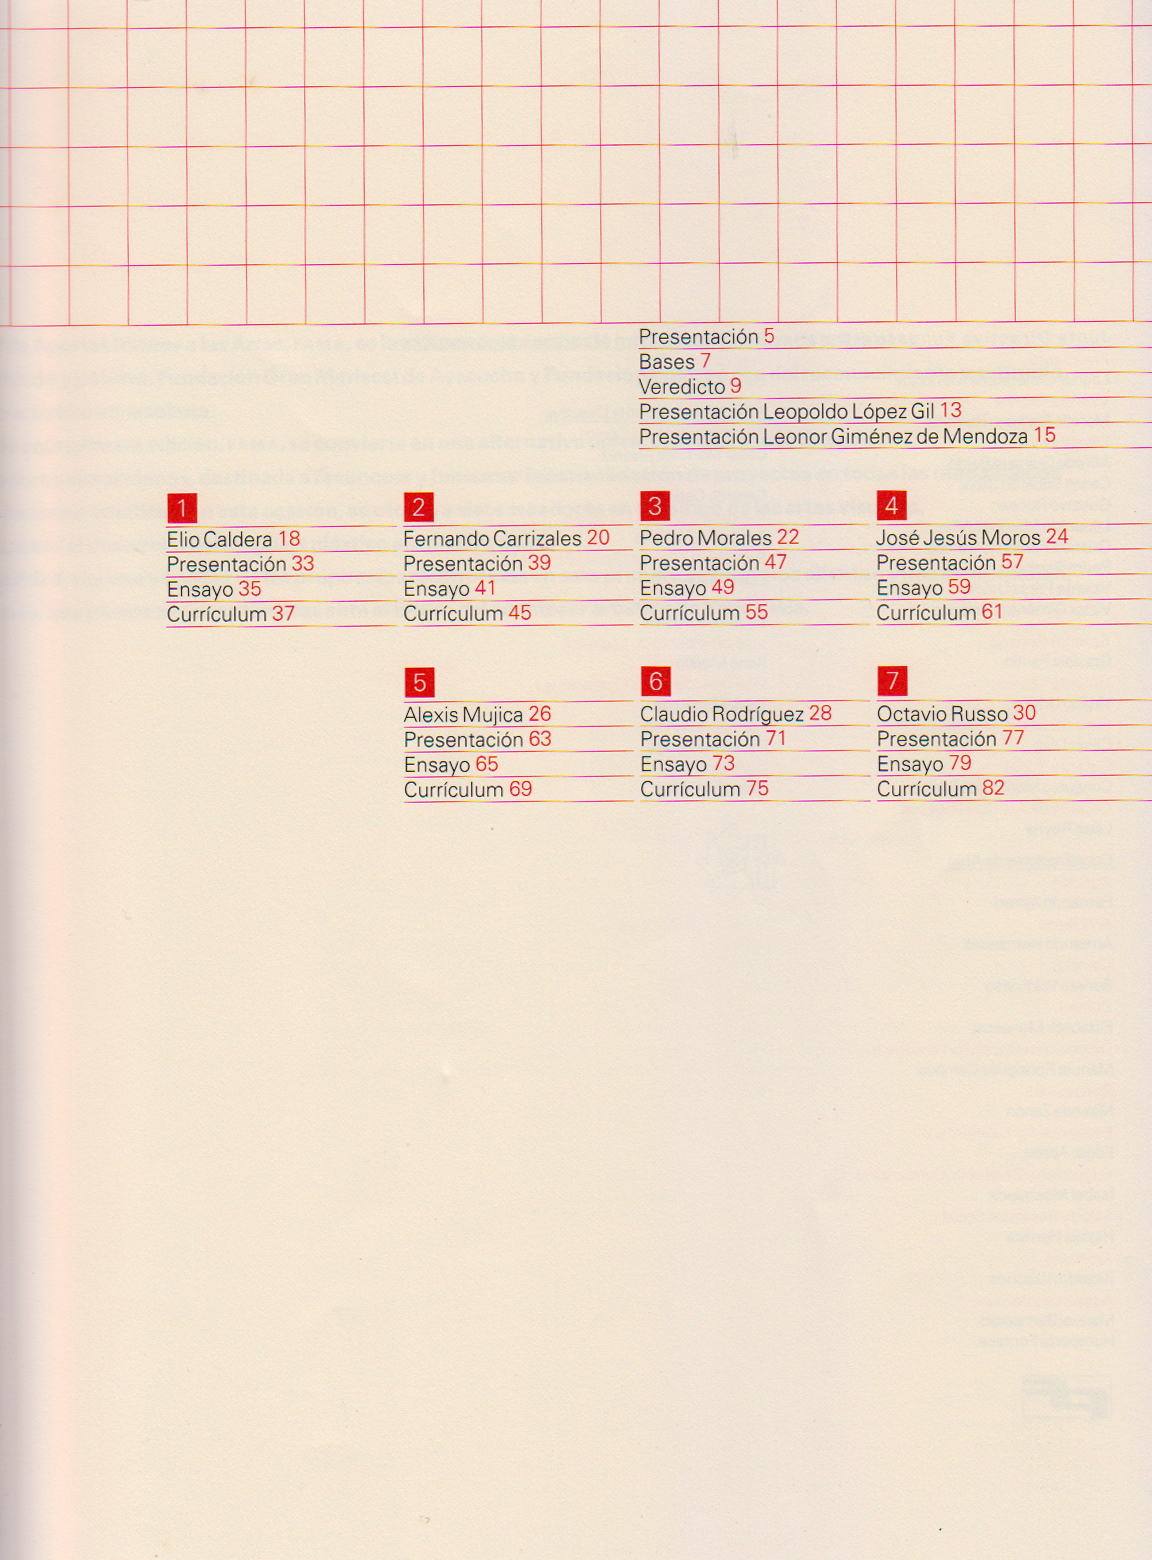 Presentación 5
Bases 7
Veredicto 9
Presentación Leopoldo López Gil 13
Presentación Leonor Giménez de Mendoza 15
1
Elio Caldera 18
Presentación 33
Ensayo 35
Currículum 37
2
Fernando Carrizales 20
Presentación 39
Ensayo 41
Currículum 45
3
Pedro Morales 22
Presentación 47
Ensayo 49
Currículum 55
4
José Jesús Moros 24
Presentación 57
Ensayo 59
Currículum 61
5
Alexis Mujica 26
Presentación 63
Ensayo 65
Currículum 69
6
Claudio Rodríguez 28
Presentación 71
Ensayo 73
Currículum 75
7
Octavio Russo 30
Presentación 77
Ensayo 79
Currículum 82